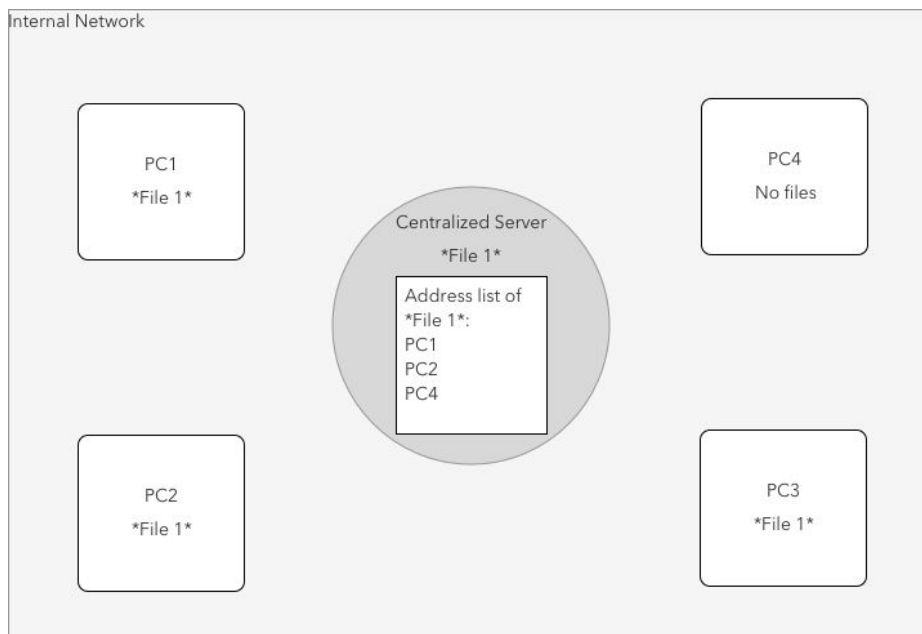 Internal Network
PC1
*File 1*
PC4
No files
Centralized Server
*File 1*
Address list of
*File 1*:
PC1
PC2
PC4
PC2
*File 1*
PC3
*File 1*